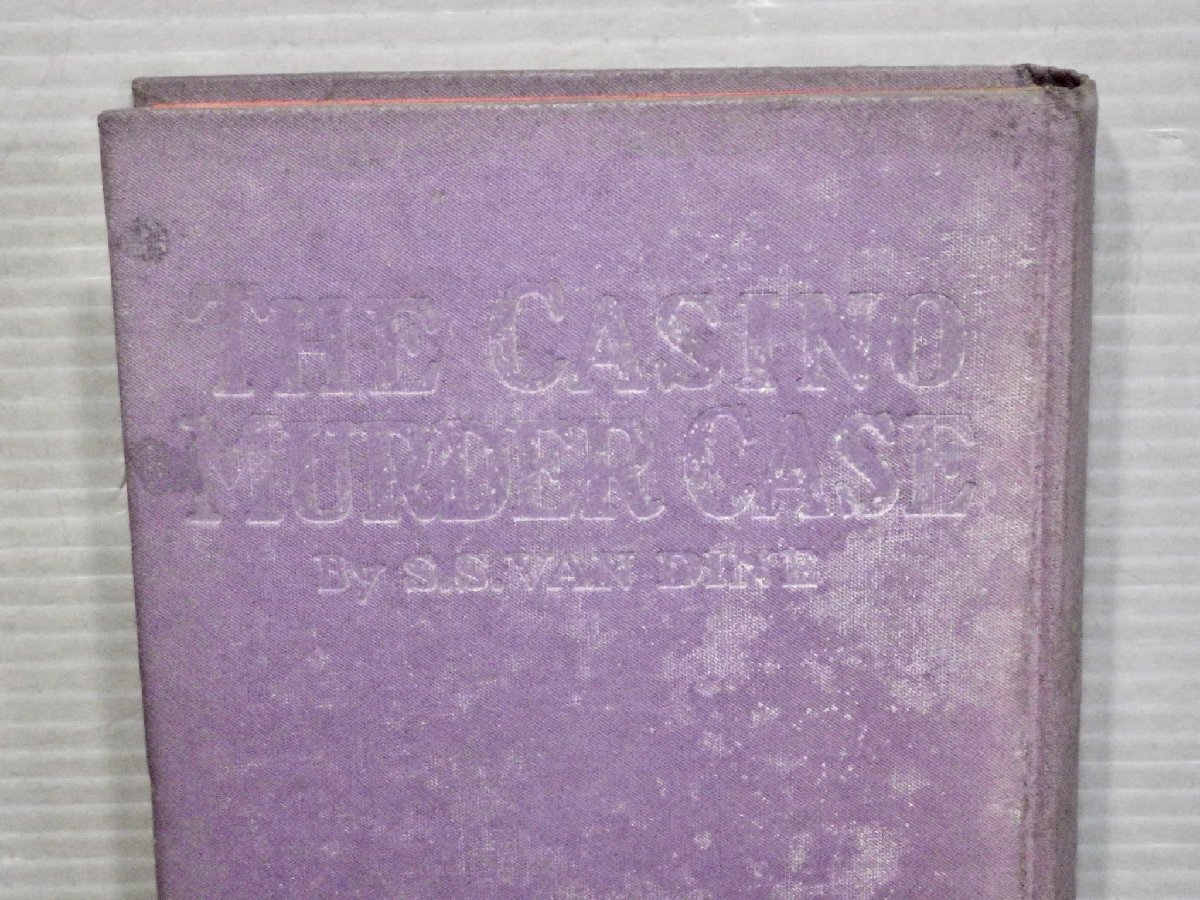 THE CASINO
MURDER CASE
By S.S. VAN DINE